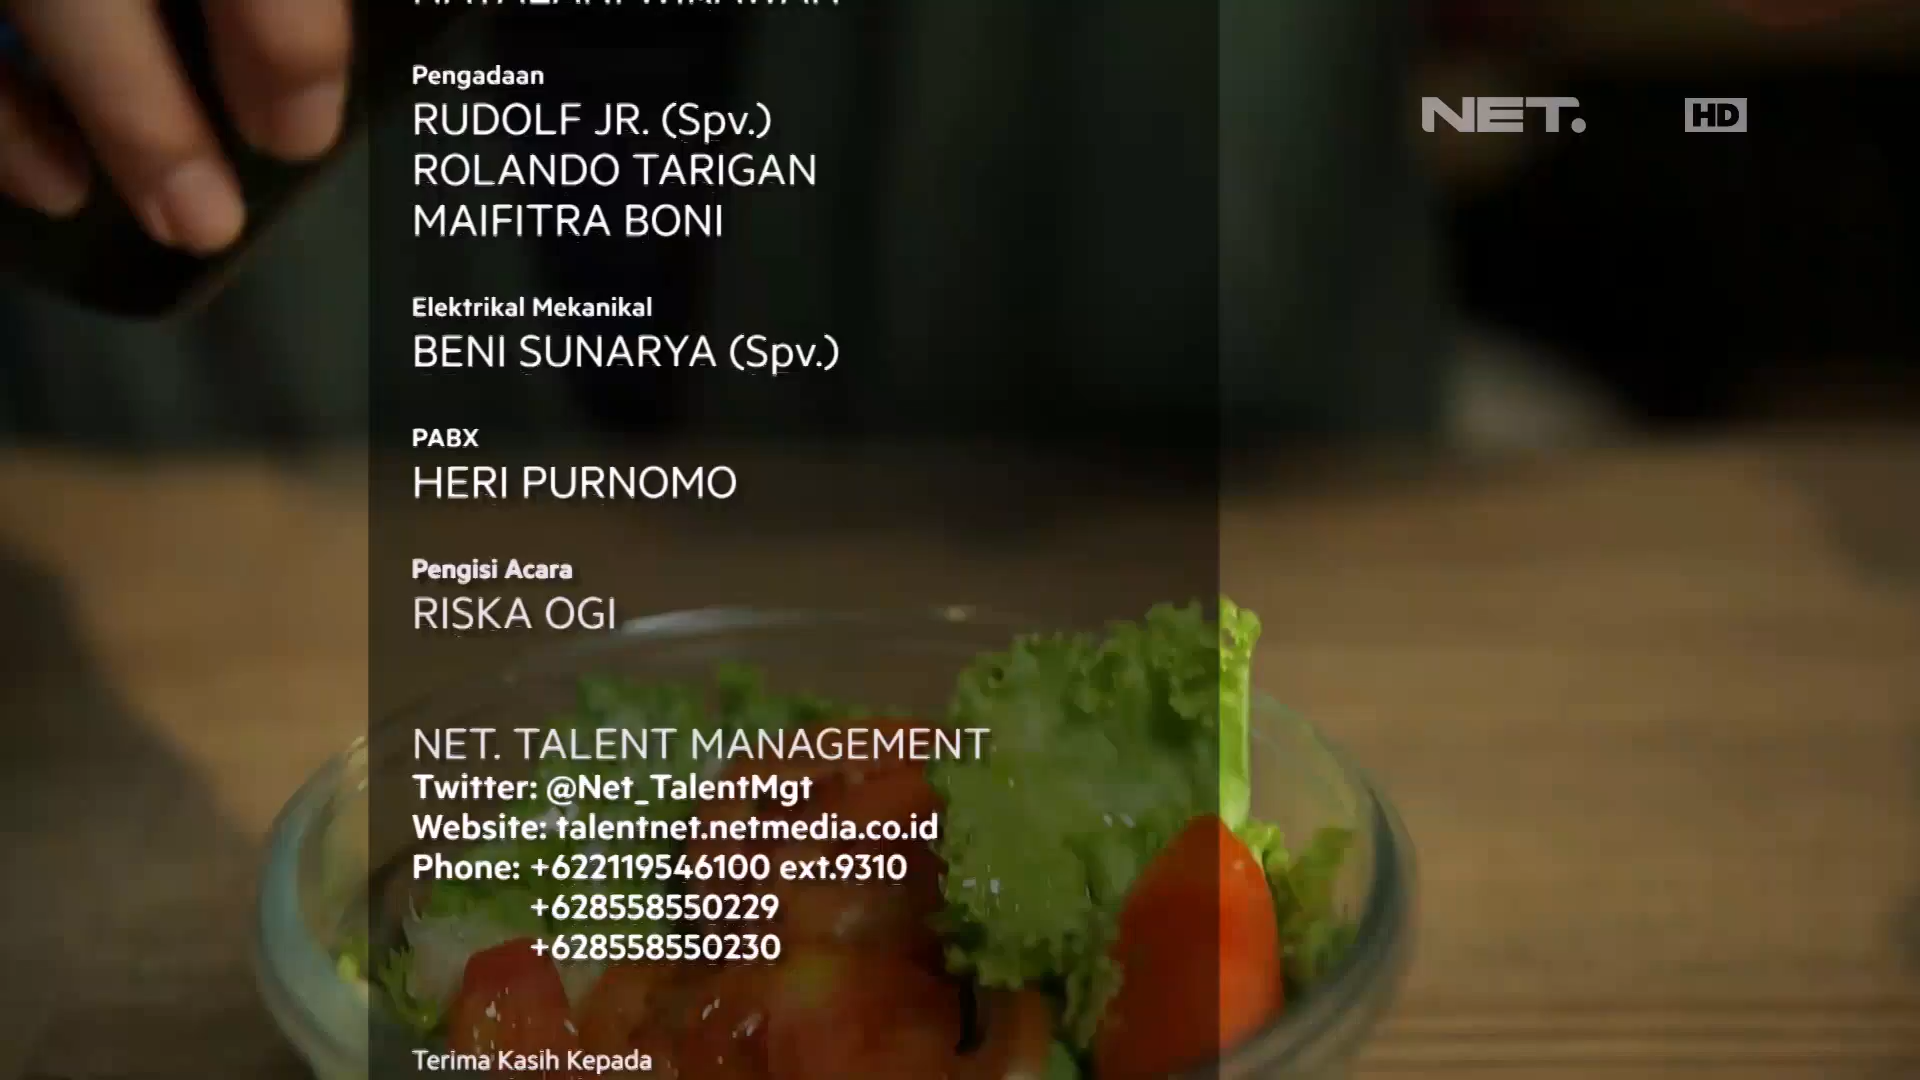 Pengadaan
RUDOLF JR. (Spv.)
ROLANDO TARIGAN
MAIFITRA BONI
Elektrikal Mekanikal
BENI SUNARYA (Spv.)
PABX
HERI PURNOMO
Pengisi Acara
RISKA OGI
NET. TALENT MANAGEMENT
Twitter: @Net_TalentMgt
Website: talentnet.netmedia.co.id
Phone: +622119546100 ext.9310
+628558550229
+628558550230
Terima Kasih Kepada
NET.
HD